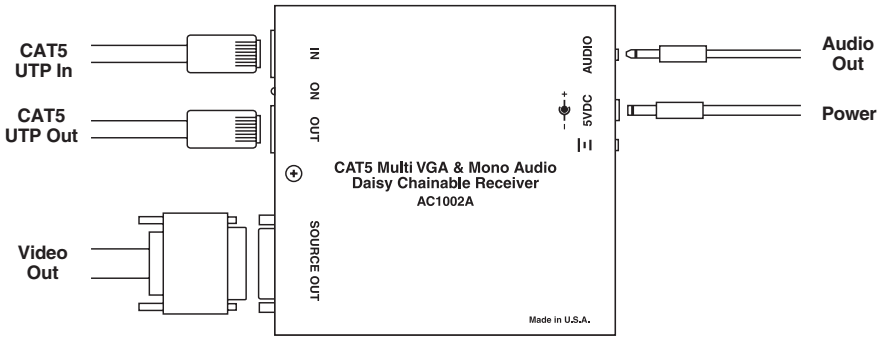 CAT5
UTP In
CAT5
UTP Out
Video
Out
IN
ON
OUT
SOURCE OUT
AUDIO
+
–
5VDC
CAT5 Multi VGA & Mono Audio
Daisy Chainable Receiver
AC1002A
Made in U.S.A.
Audio
Out
Power